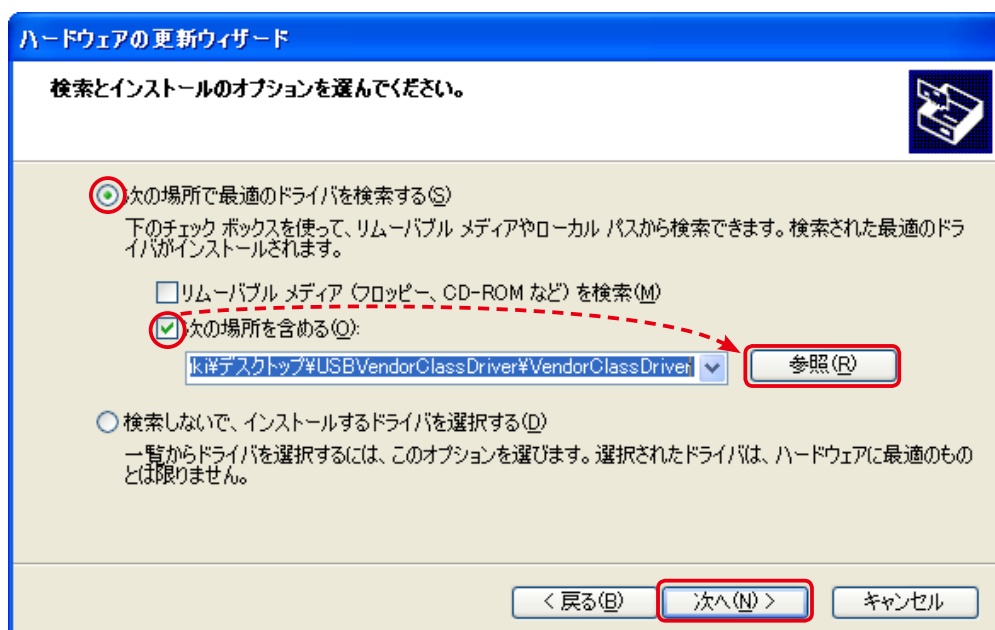 ハードウェアの更新ウィザード
検索とインストールのオプションを選んでください。
次の場所で最適のドライバを検索する(S)
下のチェック ボックスを使って、リムーバブル メディアやローカル パスから検索できます。検索された最適のドラ
イバがインストールされます。
リムーバブル メディア (フロッピー、CD-ROM など) を検索(M)
次の場所を含める(O):
ki¥デスクトップ¥USBVendorClassDriver¥VendorClassDriver
参照(R)
検索しないで、インストールするドライバを選択する(D)
一覧からドライバを選択するには、このオプションを選びます。選択されたドライバは、ハードウェアに最適のもの
とは限りません。
< 戻る(B)
次へ(N) >
キャンセル